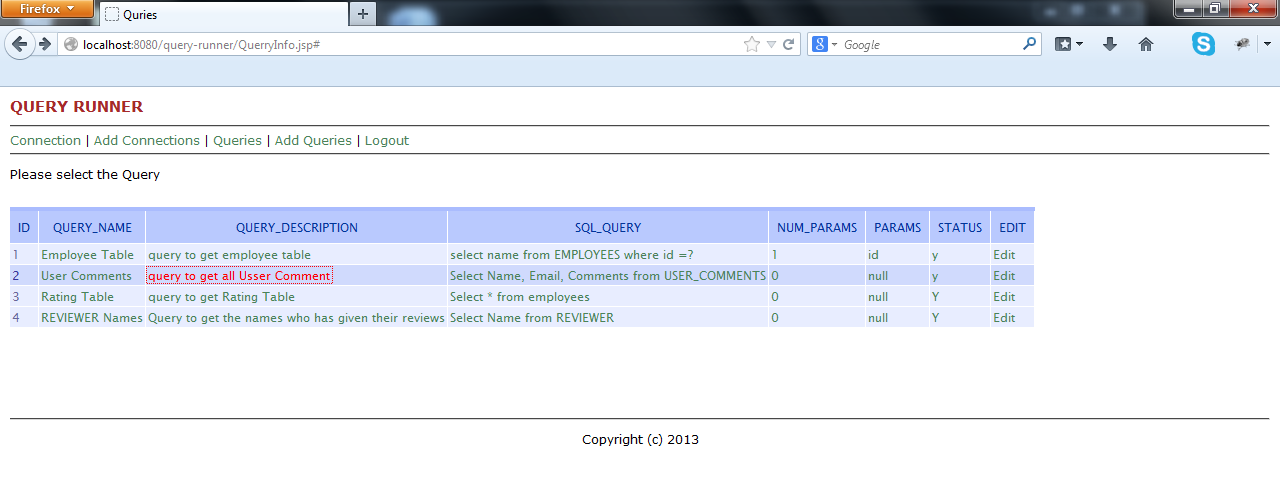 Firefox
Quries
localhost:8080/query-runner/QuerryInfo.jsp#
Google
QUERY RUNNER
Connection | Add Connections | Queries | Add Queries | Logout
Please select the Query
ID QUERY_NAME QUERY_DESCRIPTION SQL_QUERY NUM_PARAMS PARAMS STATUS EDIT
1 Employee Table query to get employee table select name from EMPLOYEES where id =? 1 id y Edit
2 User Comments query to get all Usser Comment Select Name, Email, Comments from USER_COMMENTS 0 null y Edit
3 Rating Table query to get Rating Table Select * from employees 0 null Y Edit
4 REVIEWER Names Query to get the names who has given their reviews Select Name from REVIEWER 0 null Y Edit
Copyright (c) 2013